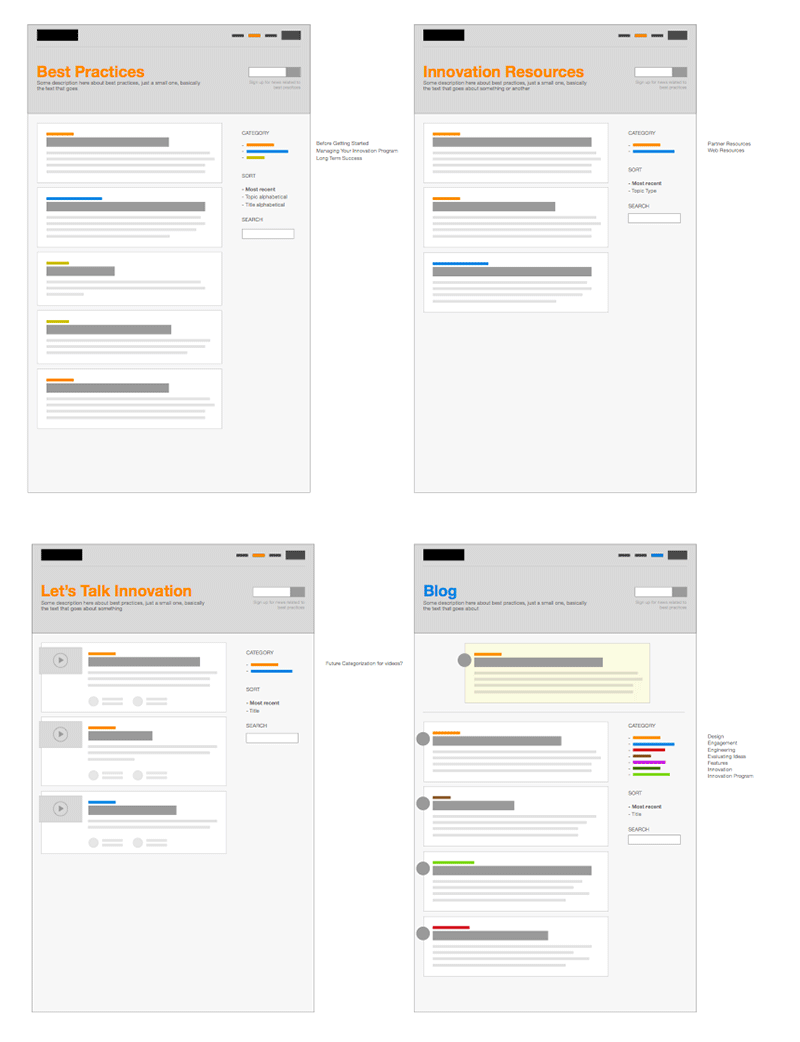 Best Practices
Some description here about best practices, just a small one, basically
the text that goes
Sign up for news related to
best practices
CATEGORY
Before Getting Started
Managing Your Innovation Program
Long Term Success
SORT
- Most recent
- Topic alphabetical
- Title alphabetical
SEARCH
Innovation Resources
Some description here about best practices, just a small one, basically
the text that goes about something or another
Sign up for news related to
best practices
CATEGORY
Partner Resources
Web Resources
SORT
- Most recent
- Topic Type
SEARCH
Let's Talk Innovation
Some description here about best practices, just a small one, basically
the text that goes about something
Sign up for news related to
best practices
CATEGORY
Future Categorization for videos?
SORT
- Most recent
- Title
SEARCH
Blog
Some description here about best practices, just a small one, basically
the text that goes about
Sign up for news related to
best practices
CATEGORY
Design
Engagement
Engineering
Evaluating Ideas
Features
Innovation
Innovation Program
SORT
- Most recent
- Title
SEARCH